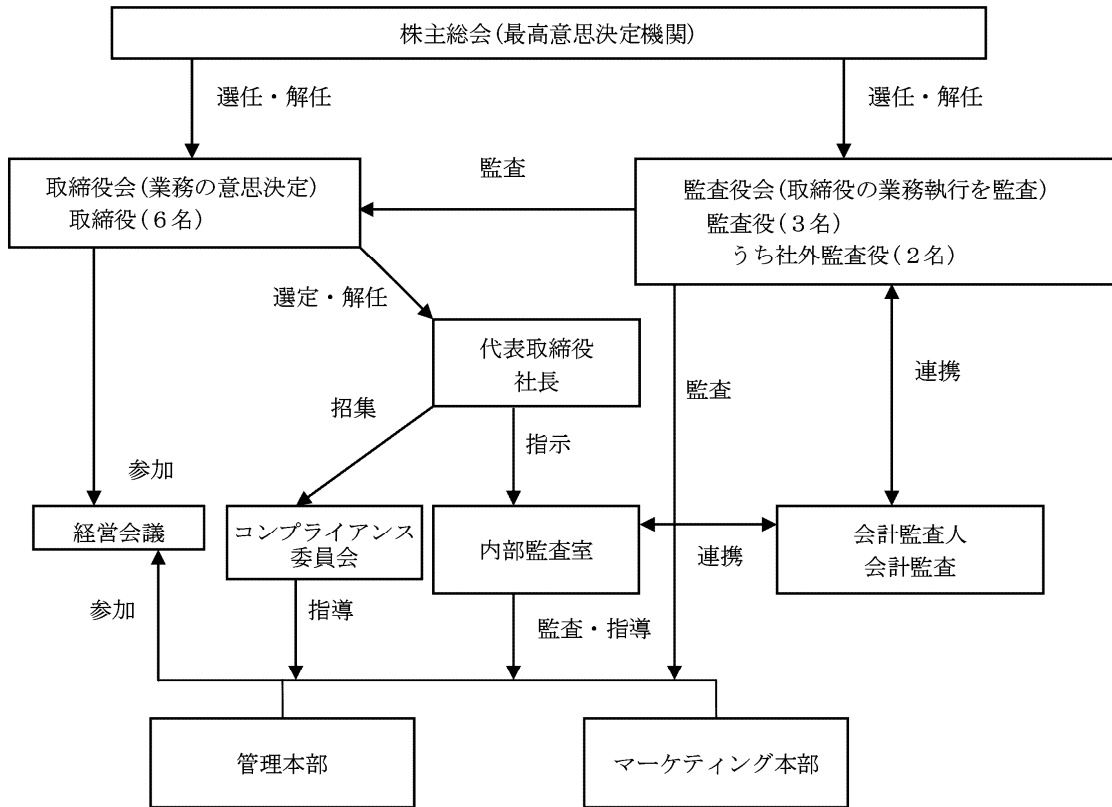 株主総会(最高意思決定機関)
選任・解任
選任・解任
取締役会(業務の意思決定)
取締役(６名)
監査
監査役会(取締役の業務執行を監査)
監査役(３名)
うち社外監査役(２名)
選定・解任
代表取締役
社長
監査
連携
招集
指示
参加
経営会議
コンプライアンス
委員会
内部監査室
連携
会計監査人
会計監査
参加
指導
監査・指導
管理本部
マーケティング本部